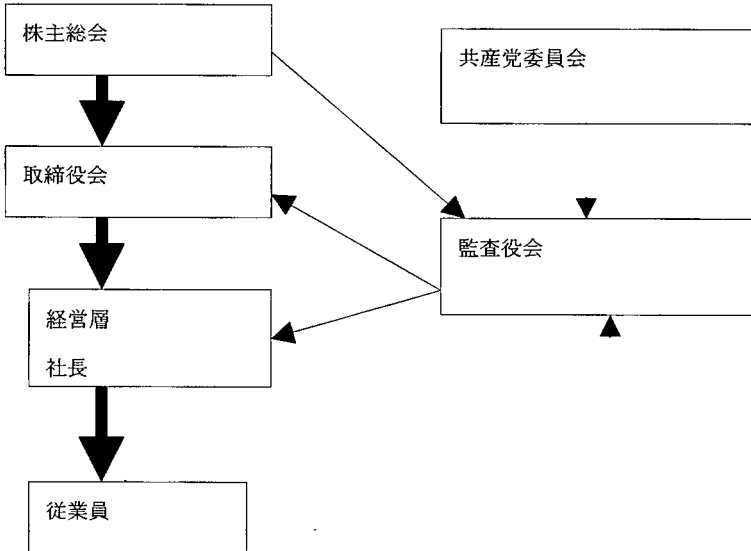 株主総会
共産党委員会
取締役会
監査役会
経営層
社長
従業員